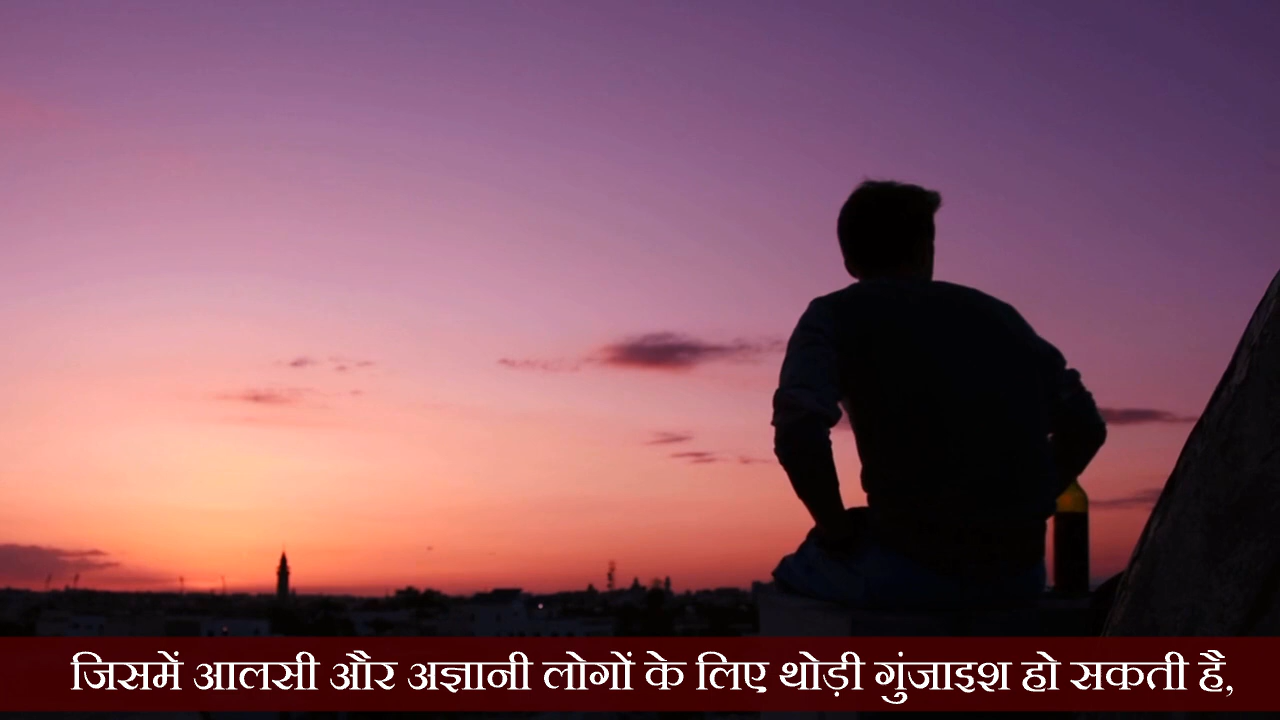 जिसमें आलसी और अज्ञानी लोगों के लिए थोड़ी गुंजाइश हो सकती है,